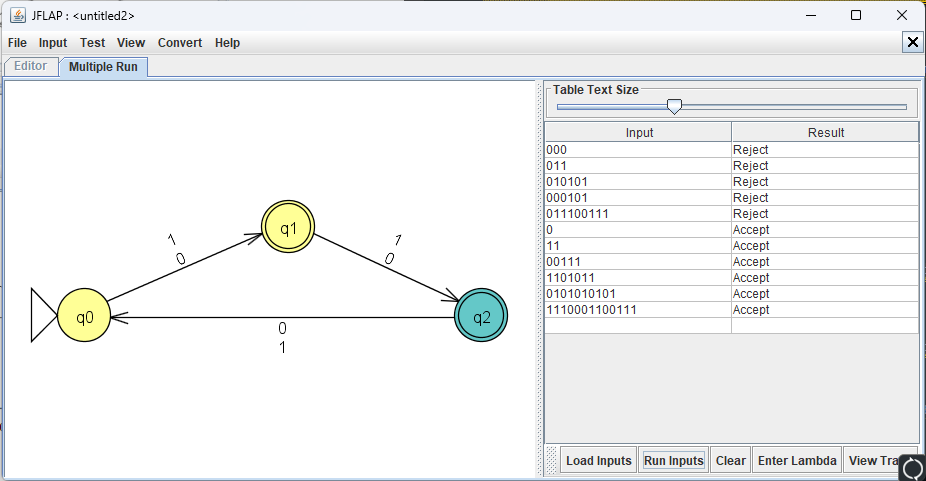 JFLAP : <untitled2>
File Input Test View Convert Help
Editor Multiple Run
Table Text Size
Input Result
000 Reject
011 Reject
010101 Reject
000101 Reject
011100111 Reject
0 Accept
11 Accept
00111 Accept
1101011 Accept
0101010101 Accept
1110001100111 Accept
q1
1
0
1
0
q0
q2
0
1
Load Inputs Run Inputs Clear Enter Lambda View